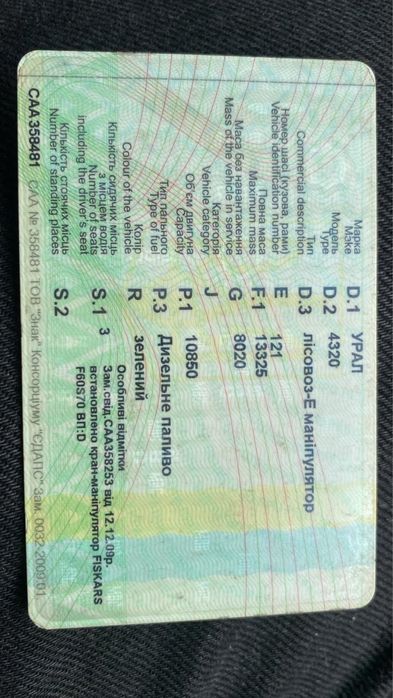 Марка
Make
D.1 УРАЛ
Модель
Type
D.2 4320
Тип
Commercial description
D.3 лісовоз-Е маніпулятор
Номер шасі (кузова, рами)
Vehicle identification number
E 121
Повна маса
Maximum mass
F.1 13325
Маса без навантаження
Mass of the vehicle in service
G 8020
Категорія
Vehicle category
J
Об'єм двигуна
Capacity
P.1 10850
Тип пального
Type of fuel
P.3 Дизельне паливо
Колір
Colour of the vehicle
R зелений
Кількість сидячих місць
з місцем водія
Number of seats
including the driver's seat
S.1 3
Кількість стоячих місць
Number of standing places
S.2
Особливі відмітки
Зам.свід.САА358253 від 12.12.09р.
встановлено кран-маніпулятор FISKARS
F60S70 ВП:D
САА358481 САА № 358481 ТОВ "Знак" Консорціуму "ЄДАПС" Зам. 0032 2009/01